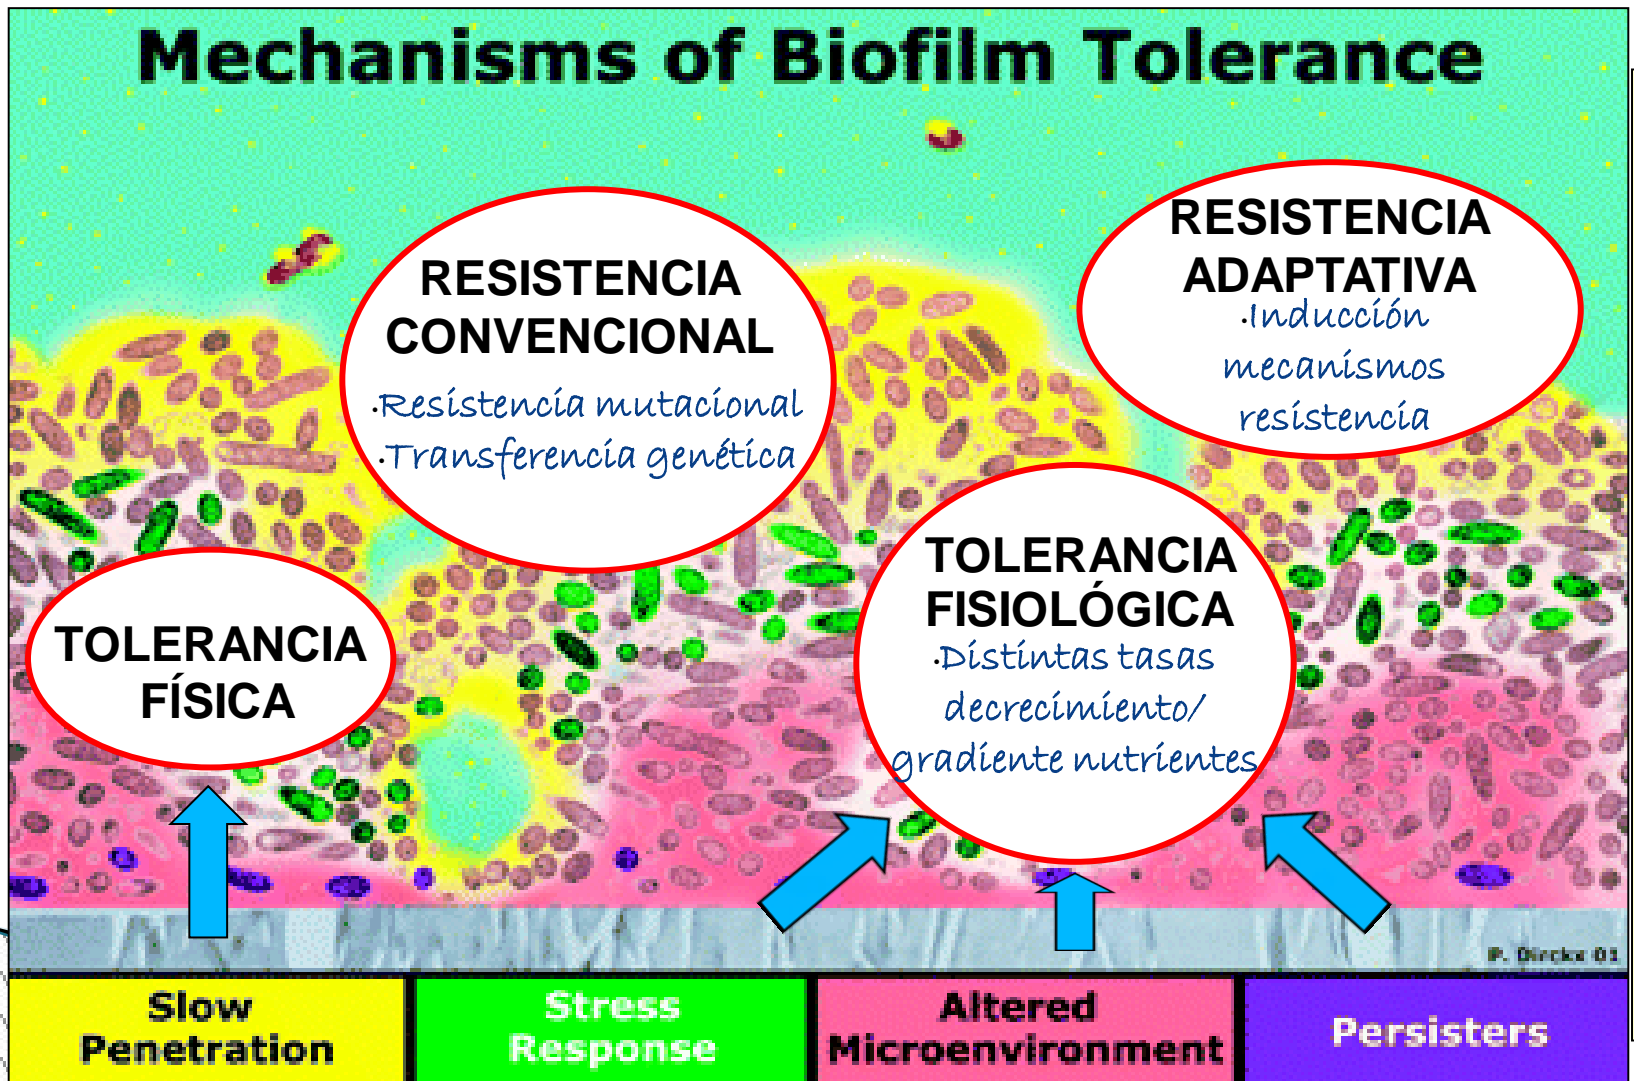 Mechanisms of Biofilm Tolerance
RESISTENCIA
CONVENCIONAL
·Resistencia mutacional
·Transferencia genética
RESISTENCIA
ADAPTATIVA
·Inducción
mecanismos
resistencia
TOLERANCIA
FÍSICA
TOLERANCIA
FISIOLÓGICA
·Distintas tasas
decrecimiento/
gradiente nutrientes
P. Dirckx 01
Slow
Penetration
Stress
Response
Altered
Microenvironment
Persisters